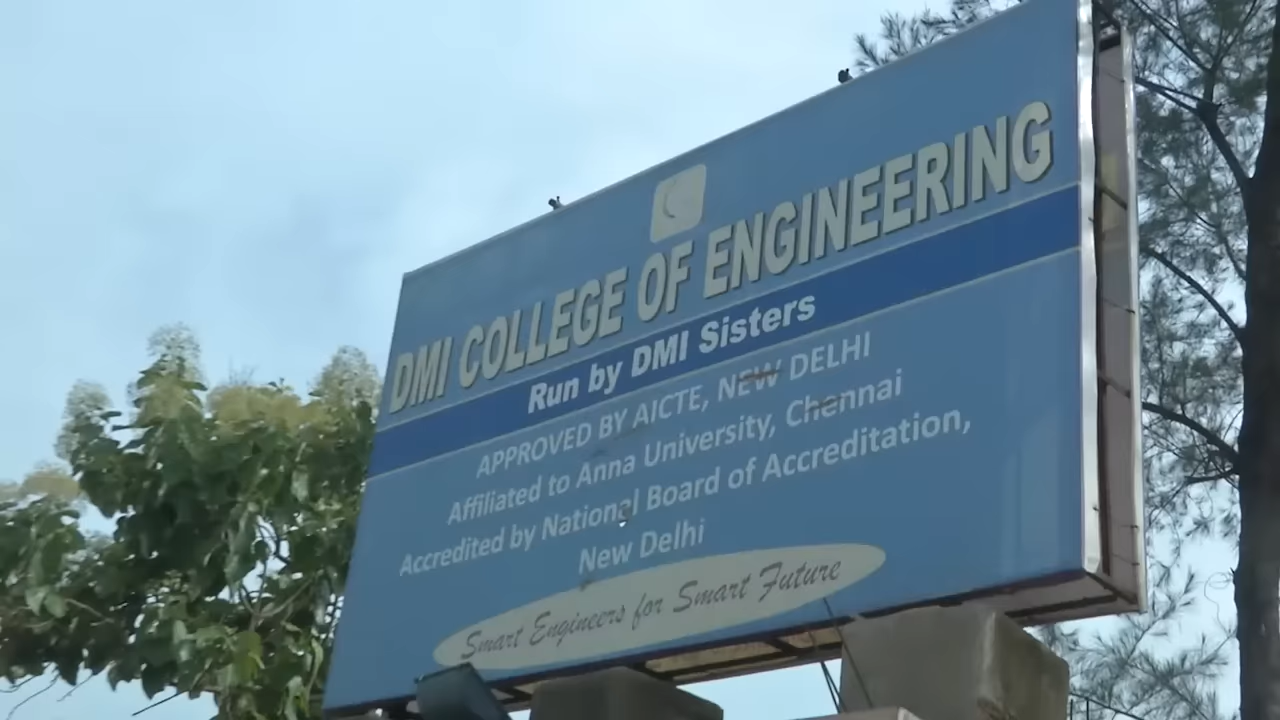 DMI COLLEGE OF ENGINEERING
Run by DMI Sisters
APPROVED BY AICTE, NEW DELHI
Affiliated to Anna University, Chennai
Accredited by National Board of Accreditation,
New Delhi
Smart Engineers for Smart Future